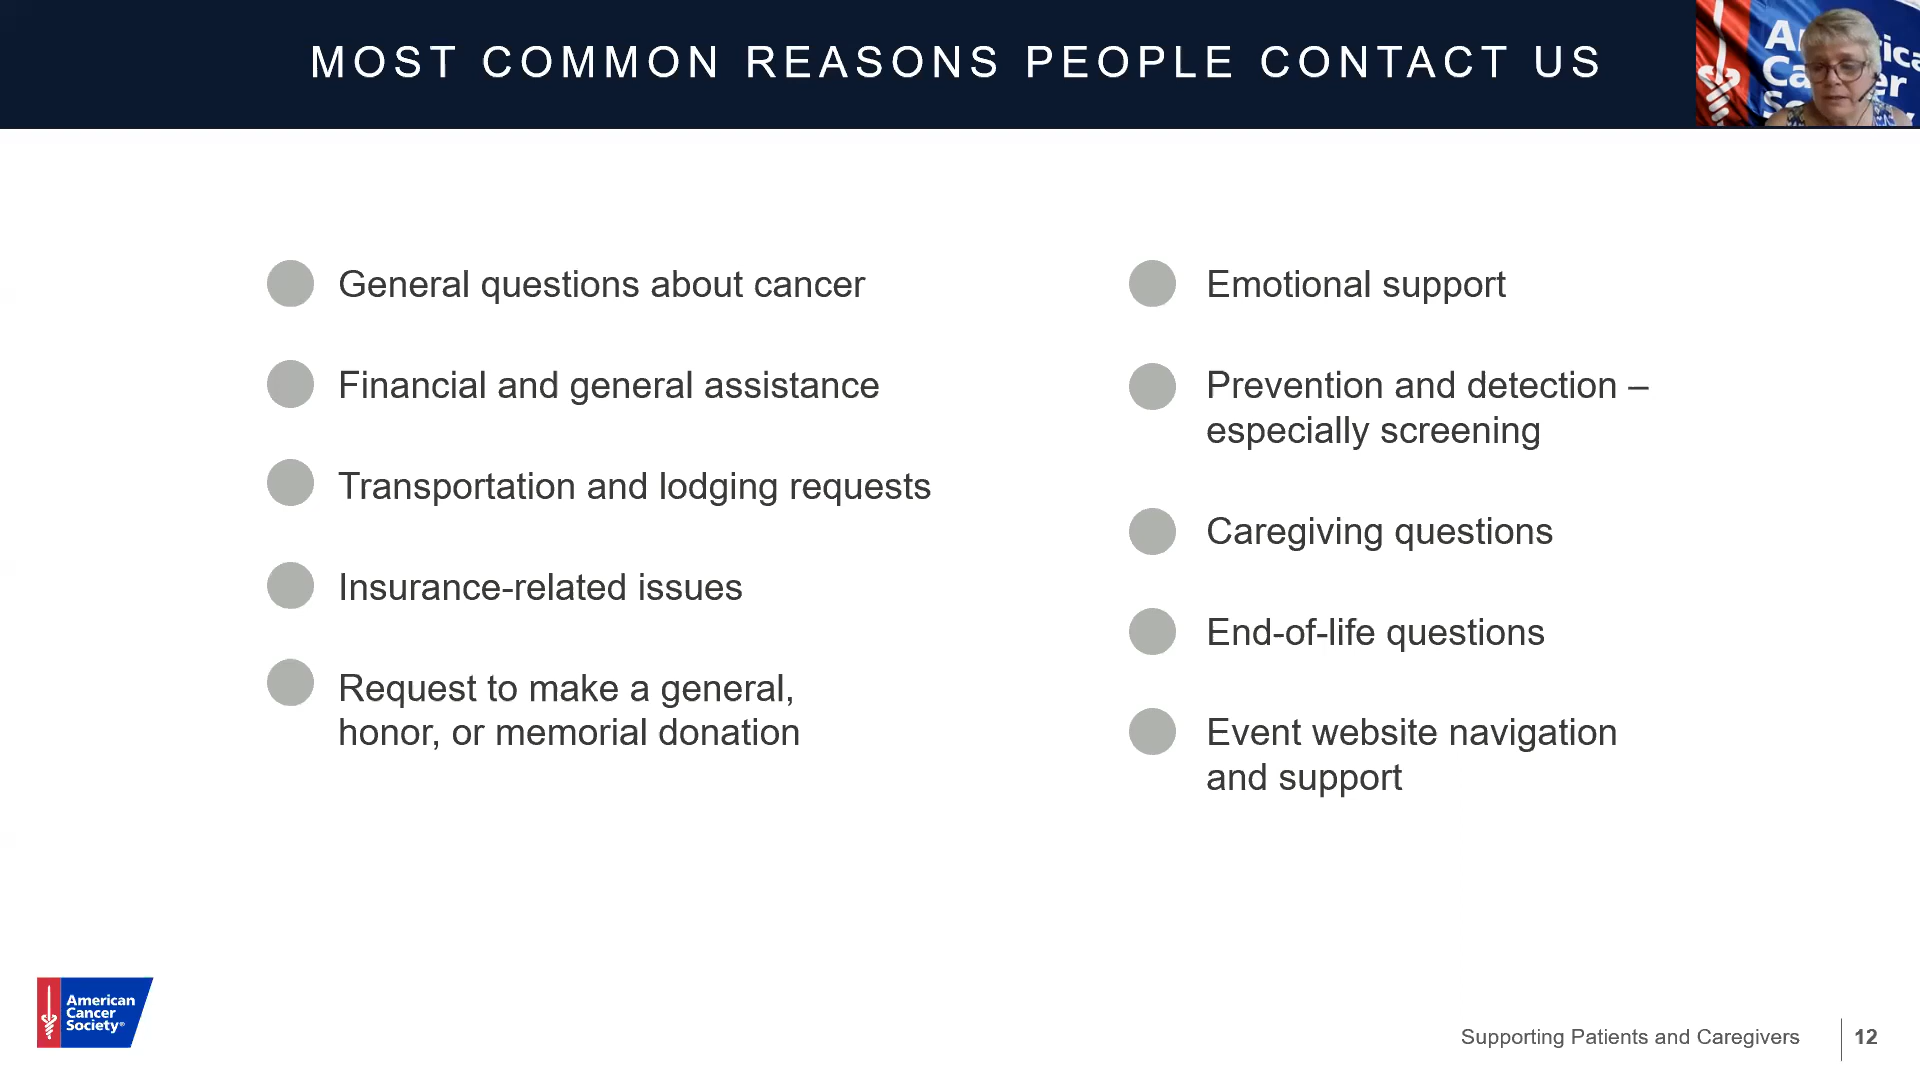 MOST COMMON REASONS PEOPLE CONTACT US
General questions about cancer
Financial and general assistance
Transportation and lodging requests
Insurance-related issues
Request to make a general,
honor, or memorial donation
Emotional support
Prevention and detection –
especially screening
Caregiving questions
End-of-life questions
Event website navigation
and support
American
Cancer
Society®
Supporting Patients and Caregivers
12